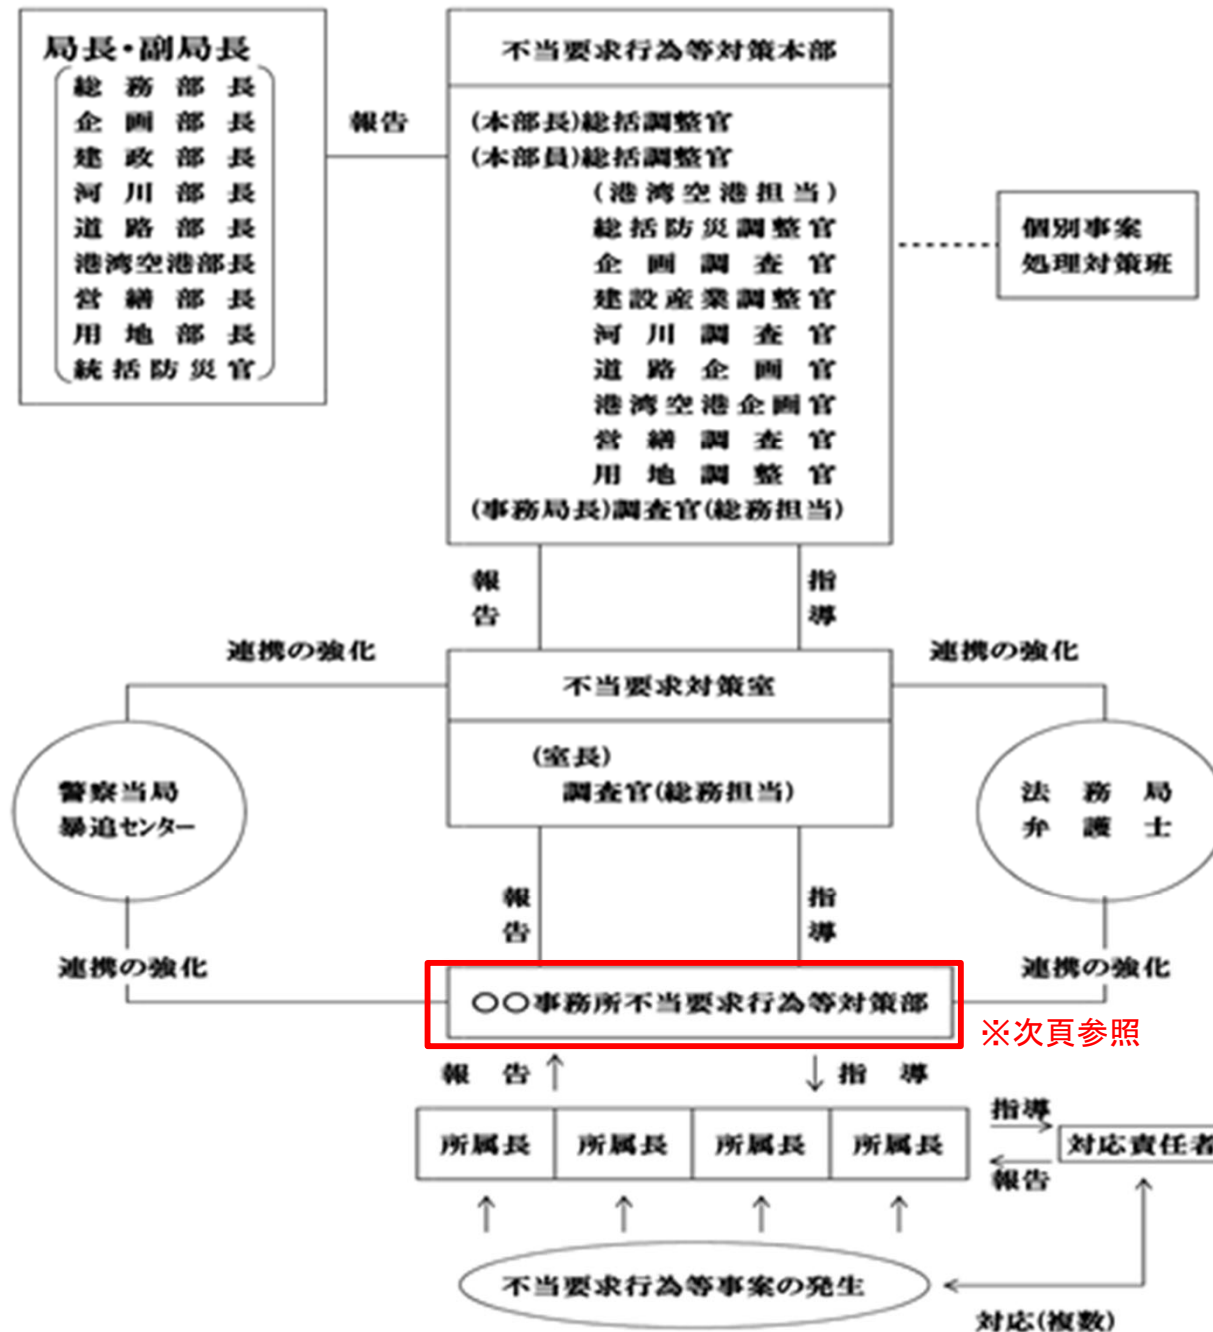 局長・副局長
総務部長
企画部長
建政部長
河川部長
道路部長
港湾空港部長
営繕部長
用地部長
統括防災官
報告
不当要求行為等対策本部
(本部長)総括調整官
(本部員)総括調整官
(港湾空港担当)
総括防災調整官
企画調査官
建設産業調整官
河川調査官
道路企画官
港湾空港企画官
営繕調査官
用地調整官
(事務局長)調査官(総務担当)
個別事案
処理対策班
報告
指導
連携の強化
連携の強化
不当要求対策室
(室長)
調査官(総務担当)
警察当局
暴追センター
法務局
弁護士
報告
指導
連携の強化
連携の強化
○○事務所不当要求行為等対策部
※次頁参照
報告
指導
所属長
所属長
所属長
所属長
指導
報告
対応責任者
不当要求行為等事案の発生
対応(複数)